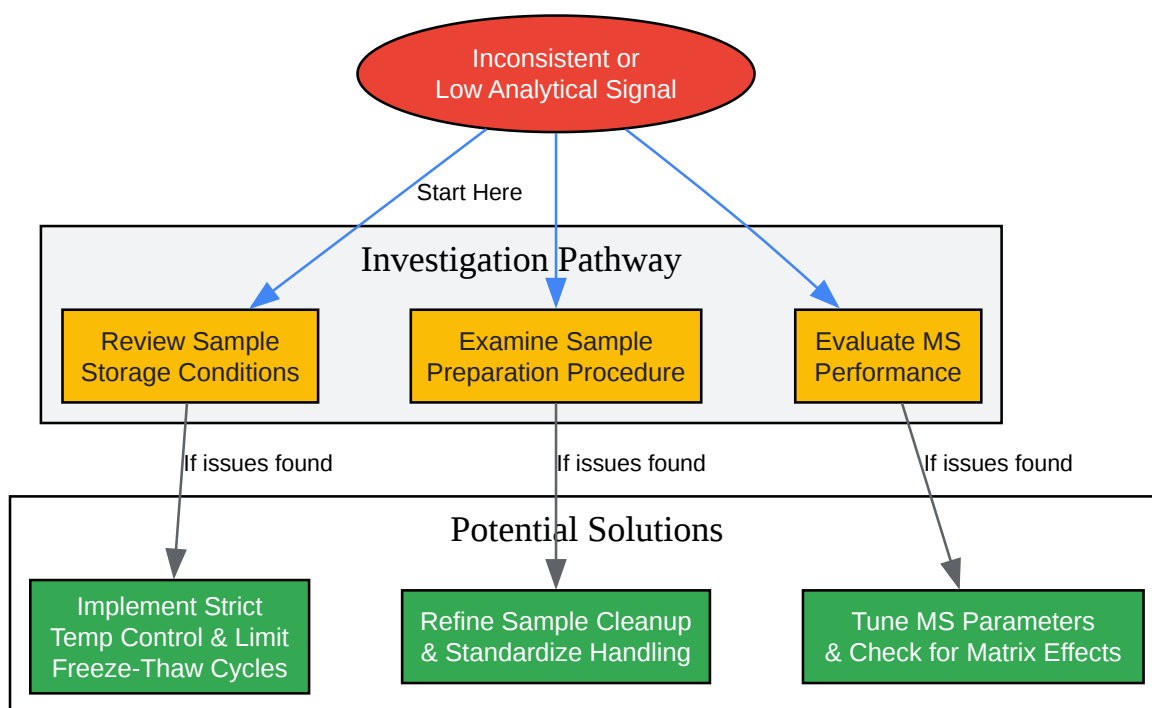 Inconsistent or
Low Analytical Signal
Start Here
Investigation Pathway
Review Sample
Storage Conditions
Examine Sample
Preparation Procedure
Evaluate MS
Performance
If issues found
If issues found
If issues found
Potential Solutions
Implement Strict
Temp Control & Limit
Freeze-Thaw Cycles
Refine Sample Cleanup
& Standardize Handling
Tune MS Parameters
& Check for Matrix Effects